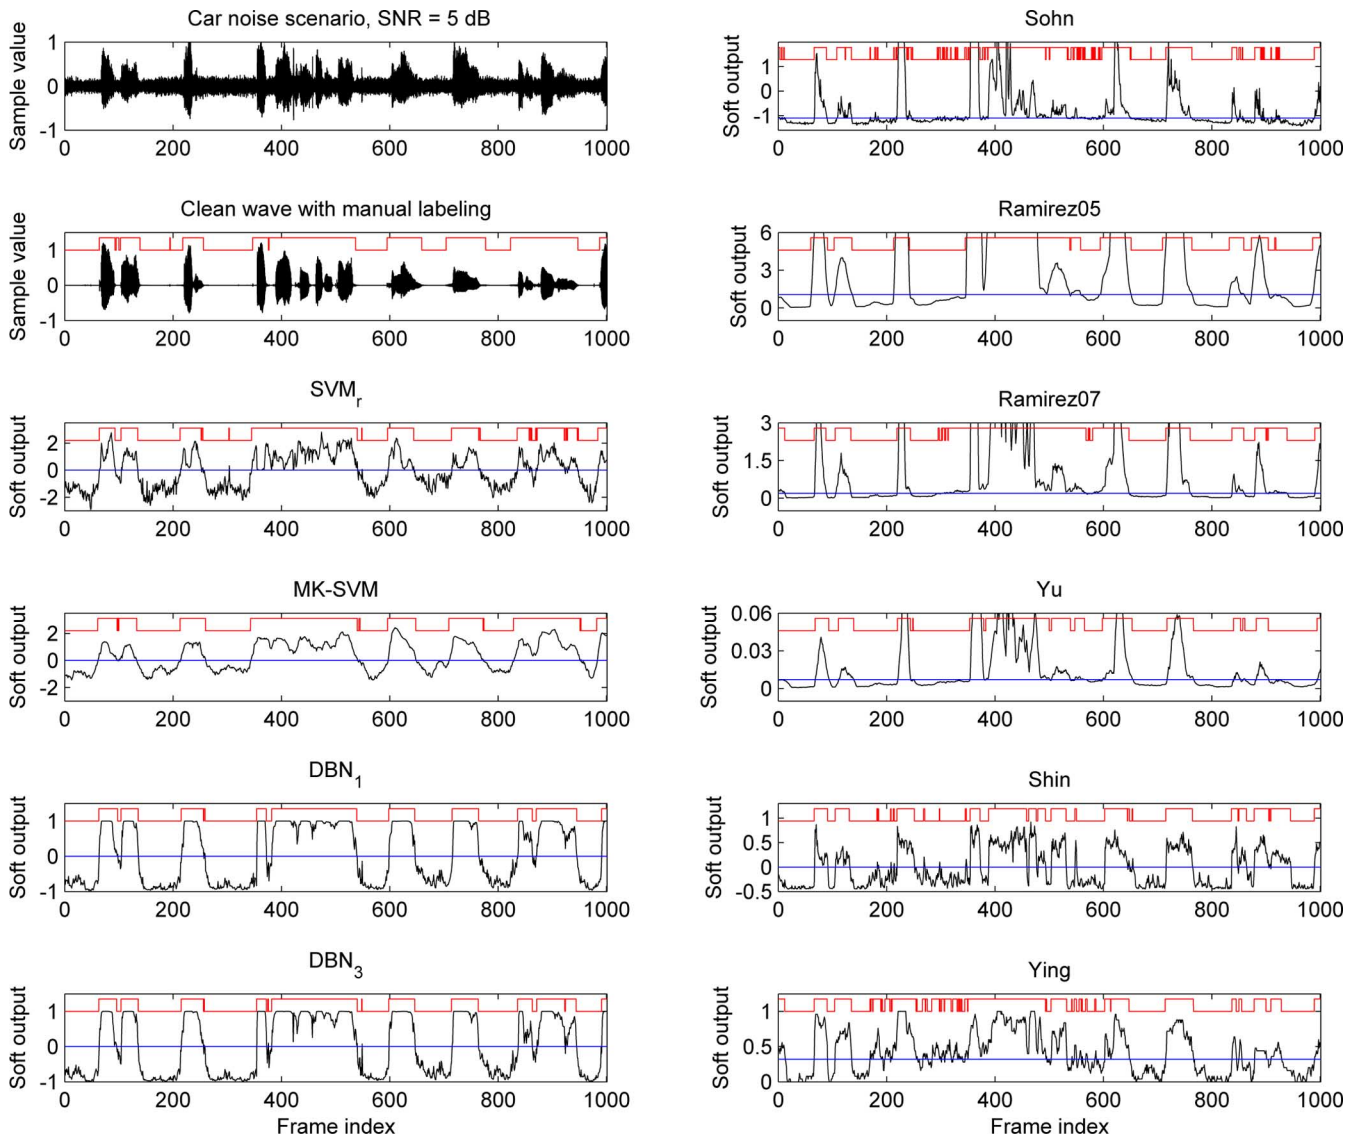 Car noise scenario, SNR = 5 dB
Sample value
1
0
-1
0 200 400 600 800 1000
Clean wave with manual labeling
Sample value
1
0
-1
0 200 400 600 800 1000
SVMr
Soft output
2
0
-2
0 200 400 600 800 1000
MK-SVM
Soft output
2
0
-2
0 200 400 600 800 1000
DBN1
Soft output
1
0
-1
0 200 400 600 800 1000
DBN3
Soft output
1
0
-1
0 200 400 600 800 1000
Frame index
Sohn
Soft output
1
0
-1
0 200 400 600 800 1000
Ramirez05
Soft output
6
3
0
0 200 400 600 800 1000
Ramirez07
Soft output
3
1.5
0
0 200 400 600 800 1000
Yu
Soft output
0.06
0.03
0
0 200 400 600 800 1000
Shin
Soft output
1
0.5
0
-0.5
0 200 400 600 800 1000
Ying
Soft output
1
0.5
0
0 200 400 600 800 1000
Frame index